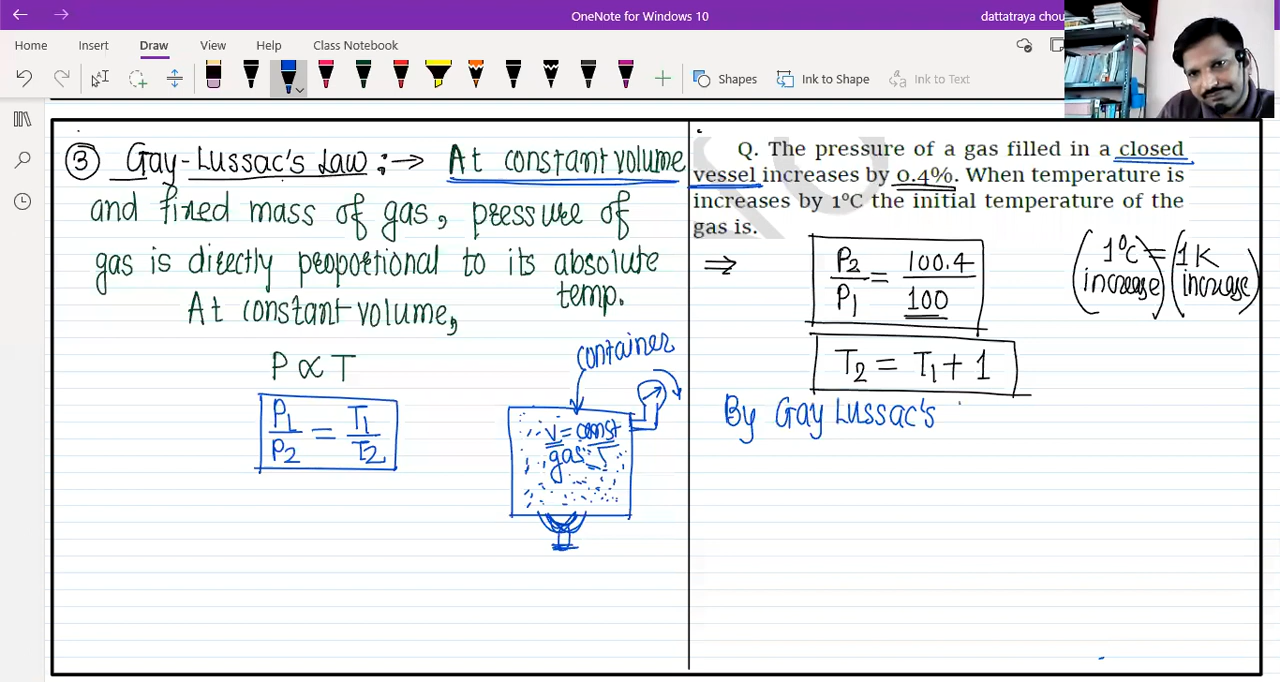 OneNote for Windows 10
dattatraya chou
Home Insert Draw View Help Class Notebook
Shapes Ink to Shape Ink to Text
③ Gay-Lussac's Law :→ At constant volume
and fixed mass of gas, pressure of
gas is directly proportional to its absolute
temp.
At constant volume,
P ∝ T
P1/P2 = T1/T2
container
V = const
gas
Q. The pressure of a gas filled in a closed
vessel increases by 0.4%. When temperature is
increases by 1ºC the initial temperature of the
gas is.
⇒ P2/P1 = 100.4/100
(1ºC increase) = (1K increase)
T2 = T1 + 1
By Gay Lussac's